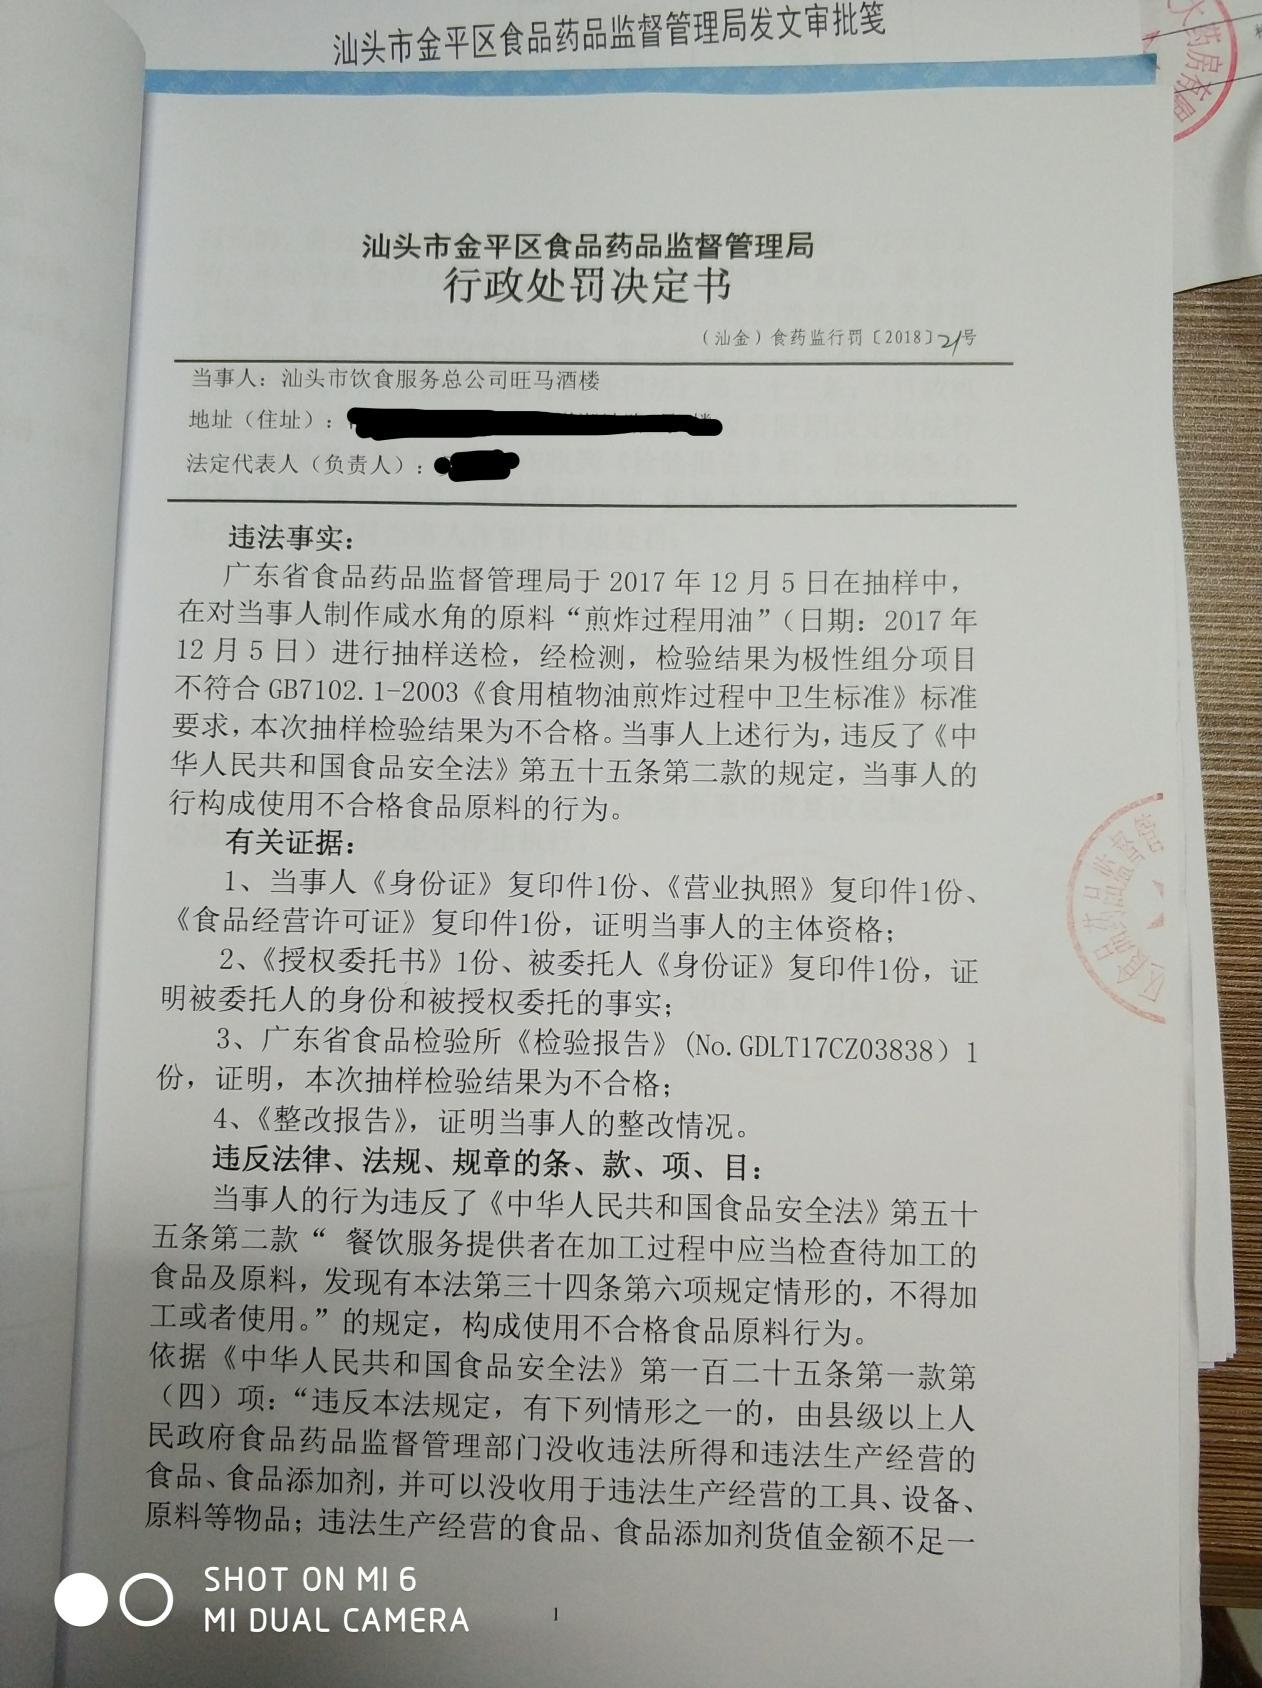 汕头市金平区食品药品监督管理局发文审批笺
大药房筷
汕头市金平区食品药品监督管理局
行政处罚决定书
（汕金）食药监行罚〔2018〕21号
当事人：汕头市饮食服务总公司旺马酒楼
地址（住址）：
法定代表人（负责人）：
违法事实：
广东省食品药品监督管理局于 2017 年 12 月 5 日在抽样中，
在对当事人制作咸水角的原料“煎炸过程用油”（日期：2017 年
12 月 5 日）进行抽样送检，经检测，检验结果为极性组分项目
不符合 GB7102.1-2003《食用植物油煎炸过程中卫生标准》标准
要求，本次抽样检验结果为不合格。当事人上述行为，违反了《中
华人民共和国食品安全法》第五十五条第二款的规定，当事人的
行构成使用不合格食品原料的行为。
有关证据：
1、当事人《身份证》复印件1份、《营业执照》复印件1份、
《食品经营许可证》复印件1份，证明当事人的主体资格；
2、《授权委托书》1份、被委托人《身份证》复印件1份，证
明被委托人的身份和被授权委托的事实；
3、广东省食品检验所《检验报告》(No.GDLT17CZ03838）1
份，证明，本次抽样检验结果为不合格；
4、《整改报告》，证明当事人的整改情况。
违反法律、法规、规章的条、款、项、目：
当事人的行为违反了《中华人民共和国食品安全法》第五十
五条第二款“ 餐饮服务提供者在加工过程中应当检查待加工的
食品及原料，发现有本法第三十四条第六项规定情形的，不得加
工或者使用。”的规定，构成使用不合格食品原料行为。
依据《中华人民共和国食品安全法》第一百二十五条第一款第
（四）项：“违反本法规定，有下列情形之一的，由县级以上人
民政府食品药品监督管理部门没收违法所得和违法生产经营的
食品、食品添加剂，并可以没收用于违法生产经营的工具、设备、
原料等物品；违法生产经营的食品、食品添加剂货值金额不足一
区食品药品监督管
SHOT ON MI 6
MI DUAL CAMERA
1